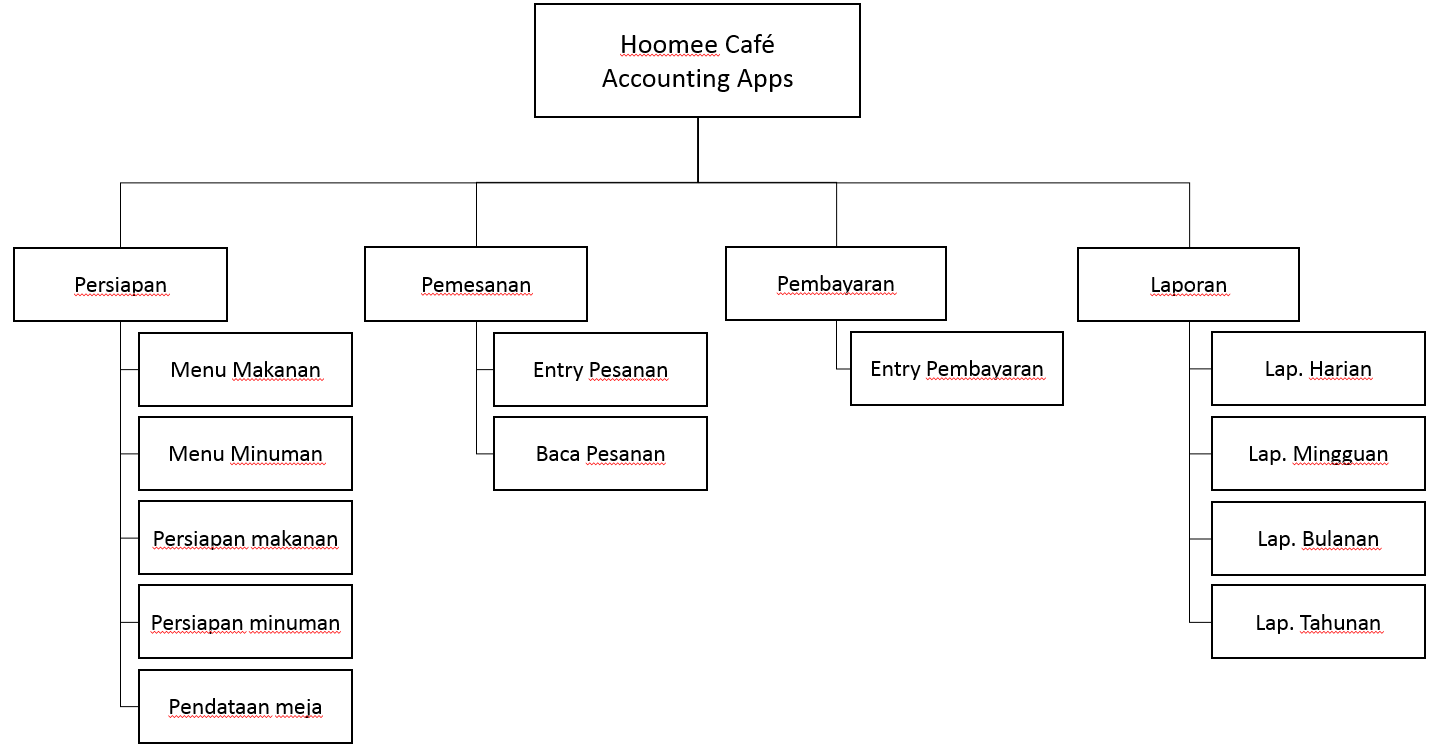 Hoomee Café
Accounting Apps
Persiapan
Menu Makanan
Menu Minuman
Persiapan makanan
Persiapan minuman
Pendataan meja
Pemesanan
Entry Pesanan
Baca Pesanan
Pembayaran
Entry Pembayaran
Laporan
Lap. Harian
Lap. Mingguan
Lap. Bulanan
Lap. Tahunan